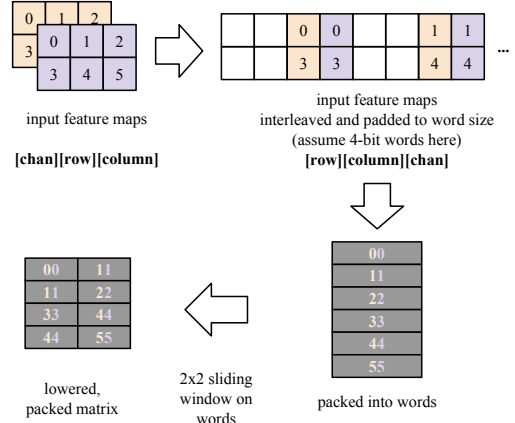 0 1 2
3
0 1 2
3 4 5
input feature maps
[chan][row][column]
0 0 1 1
3 3 4 4
...
input feature maps
interleaved and padded to word size
(assume 4-bit words here)
[row][column][chan]
00
11
22
33
44
55
packed into words
2x2 sliding
window on
words
00 11
11 22
33 44
44 55
lowered,
packed matrix